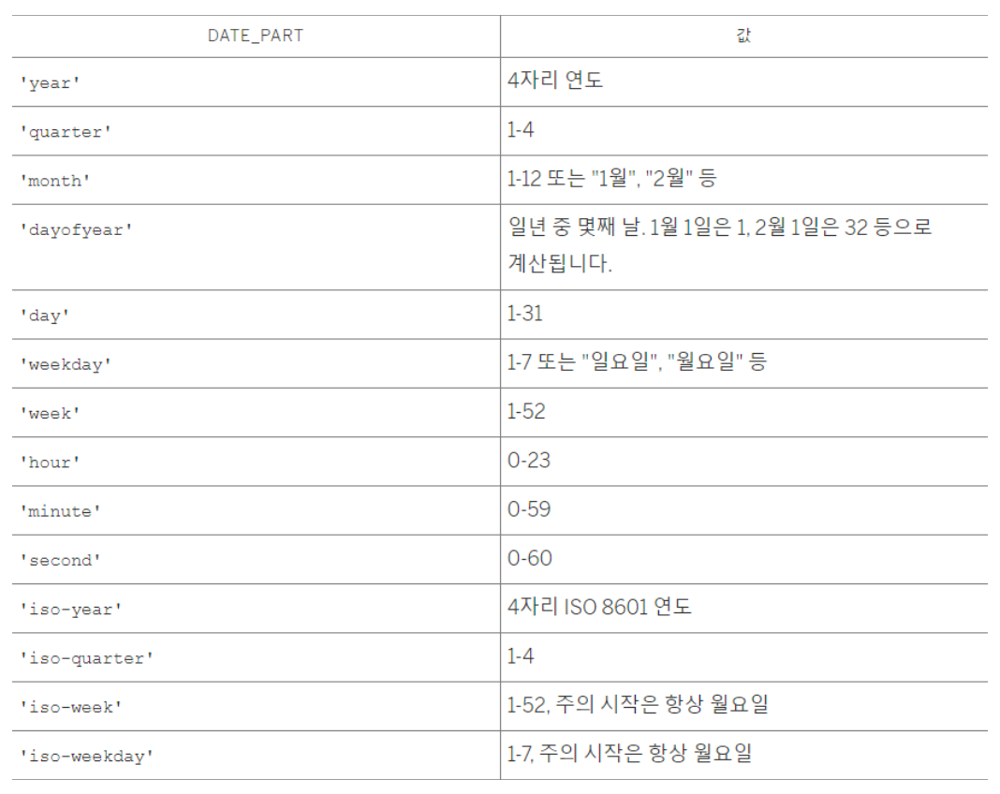 DATE_PART 값
'year' 4자리 연도
'quarter' 1-4
'month' 1-12 또는 "1월", "2월" 등
'dayofyear' 일년 중 몇째 날. 1월 1일은 1, 2월 1일은 32 등으로
계산됩니다.
'day' 1-31
'weekday' 1-7 또는 "일요일", "월요일" 등
'week' 1-52
'hour' 0-23
'minute' 0-59
'second' 0-60
'iso-year' 4자리 ISO 8601 연도
'iso-quarter' 1-4
'iso-week' 1-52, 주의 시작은 항상 월요일
'iso-weekday' 1-7, 주의 시작은 항상 월요일